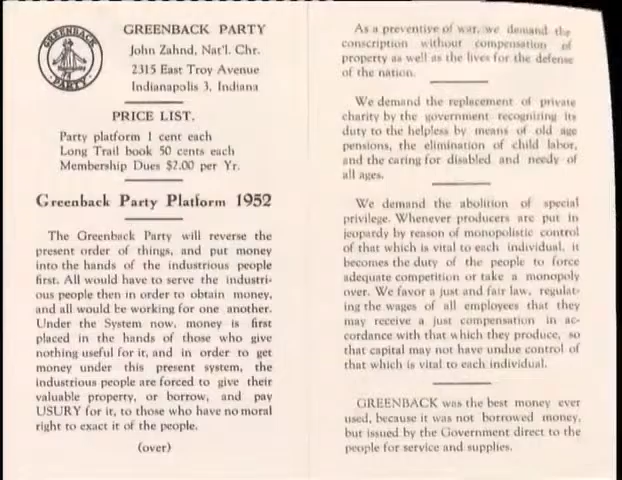 GREENBACK
PARTY
GREENBACK PARTY
John Zahnd, Nat'l. Chr.
2315 East Troy Avenue
Indianapolis 3, Indiana
PRICE LIST.
Party platform 1 cent each
Long Trail book 50 cents each
Membership Dues $2.00 per Yr.
Greenback Party Platform 1952
The Greenback Party will reverse the
present order of things, and put money
into the hands of the industrious people
first. All would have to serve the industri-
ous people then in order to obtain money,
and all would be working for one another.
Under the System now, money is first
placed in the hands of those who give
nothing useful for it, and in order to get
money under this present system, the
industrious people are forced to give their
valuable property, or borrow, and pay
USURY for it, to those who have no moral
right to exact it of the people.
(over)
As a preventive of war, we demand the
conscription without compensation of
property as well as the lives for the defense
of the nation.
We demand the replacement of private
charity by the government recognizing its
duty to the helpless by means of old age
pensions, the elimination of child labor,
and the caring for disabled and needy of
all ages.
We demand the abolition of special
privilege. Whenever producers are put in
jeopardy by reason of monopolistic control
of that which is vital to each individual, it
becomes the duty of the people to force
adequate competition or take a monopoly
over. We favor a just and fair law, regulat-
ing the wages of all employees that they
may receive a just compensation in ac-
cordance with that which they produce, so
that capital may not have undue control of
that which is vital to each individual.
GREENBACK was the best money ever
used, because it was not borrowed money,
but issued by the Government direct to the
people for service and supplies.